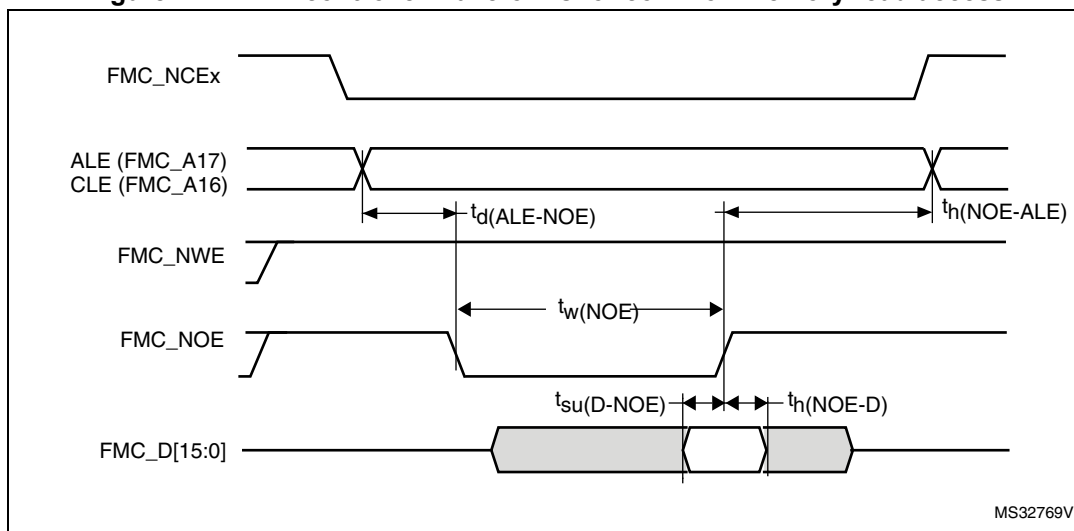 FMC_NCEx
ALE (FMC_A17)
CLE (FMC_A16)
td(ALE-NOE)
th(NOE-ALE)
FMC_NWE
tw(NOE)
FMC_NOE
tsu(D-NOE)
th(NOE-D)
FMC_D[15:0]
MS32769V